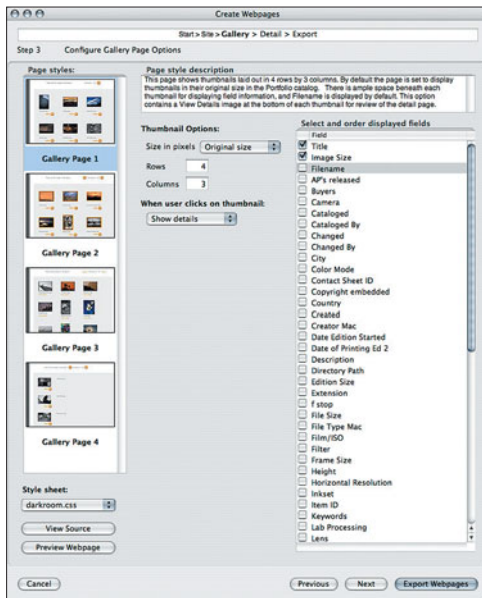 Create Webpages
Start > Site > Gallery > Detail > Export
Step 3 Configure Gallery Page Options
Page styles:
Gallery Page 1
Gallery Page 2
Gallery Page 3
Gallery Page 4
Style sheet:
darkroom.css
View Source
Preview Webpage
Page style description
This page shows thumbnails laid out in 4 rows by 3 columns. By default the page is set to display
thumbnails in their original size in the Portfolio catalog. There is ample space beneath each
thumbnail for displaying field information, and Filename is displayed by default. This option
contains a View Details image at the bottom of each thumbnail for review of the detail page.
Thumbnail Options:
Size in pixels Original size
Rows 4
Columns 3
When user clicks on thumbnail:
Show details
Select and order displayed fields
Field
Title
Image Size
Filename
AP's released
Buyers
Camera
Cataloged
Cataloged By
Changed
Changed By
City
Color Mode
Contact Sheet ID
Copyright embedded
Country
Created
Creator Mac
Date Edition Started
Date of Printing Ed 2
Description
Directory Path
Edition Size
Extension
f stop
File Size
File Type Mac
Film/ISO
Filter
Frame Size
Height
Horizontal Resolution
Inkset
Item ID
Keywords
Lab Processing
Lens
Cancel
Previous
Next
Export Webpages